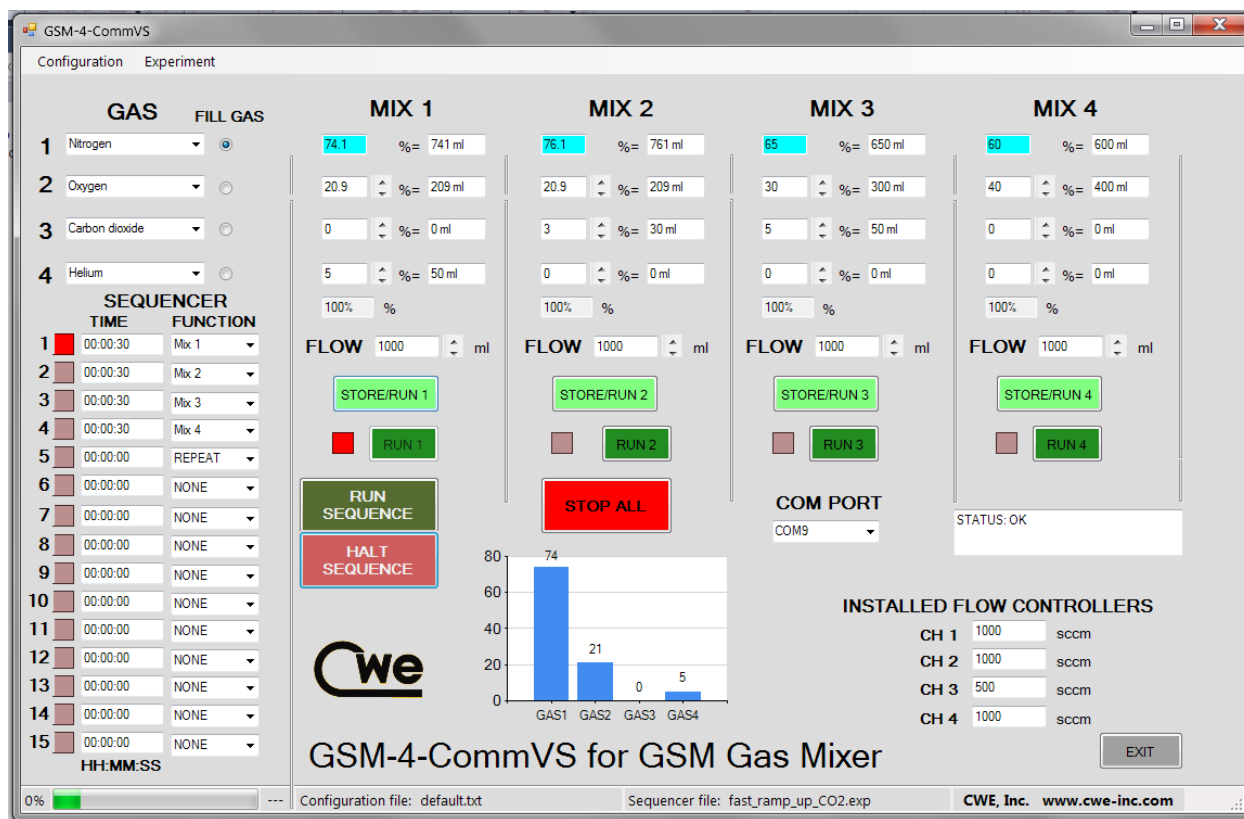 GSM-4-CommVS
Configuration Experiment
GAS FILL GAS MIX 1 MIX 2 MIX 3 MIX 4
1 Nitrogen 74.1 %= 741 ml 76.1 %= 761 ml 65 %= 650 ml 60 %= 600 ml
2 Oxygen 20.9 %= 209 ml 20.9 %= 209 ml 30 %= 300 ml 40 %= 400 ml
3 Carbon dioxide 0 %= 0 ml 3 %= 30 ml 5 %= 50 ml 0 %= 0 ml
4 Helium 5 %= 50 ml 0 %= 0 ml 0 %= 0 ml 0 %= 0 ml
100% % 100% % 100% % 100% %
FLOW 1000 ml FLOW 1000 ml FLOW 1000 ml FLOW 1000 ml
STORE/RUN 1 STORE/RUN 2 STORE/RUN 3 STORE/RUN 4
RUN 1 RUN 2 RUN 3 RUN 4
SEQUENCER
TIME FUNCTION
1 00:00:30 Mix 1
2 00:00:30 Mix 2
3 00:00:30 Mix 3
4 00:00:30 Mix 4
5 00:00:00 REPEAT
6 00:00:00 NONE
7 00:00:00 NONE
8 00:00:00 NONE
9 00:00:00 NONE
10 00:00:00 NONE
11 00:00:00 NONE
12 00:00:00 NONE
13 00:00:00 NONE
14 00:00:00 NONE
15 00:00:00 NONE
HH:MM:SS
RUN
SEQUENCE
HALT
SEQUENCE
STOP ALL
COM PORT
COM9
STATUS: OK
80
60
40
20
0
74
21
0
5
GAS1 GAS2 GAS3 GAS4
Cwe
INSTALLED FLOW CONTROLLERS
CH 1 1000 sccm
CH 2 1000 sccm
CH 3 500 sccm
CH 4 1000 sccm
GSM-4-CommVS for GSM Gas Mixer
EXIT
0% --- Configuration file: default.txt Sequencer file: fast_ramp_up_CO2.exp CWE, Inc. www.cwe-inc.com